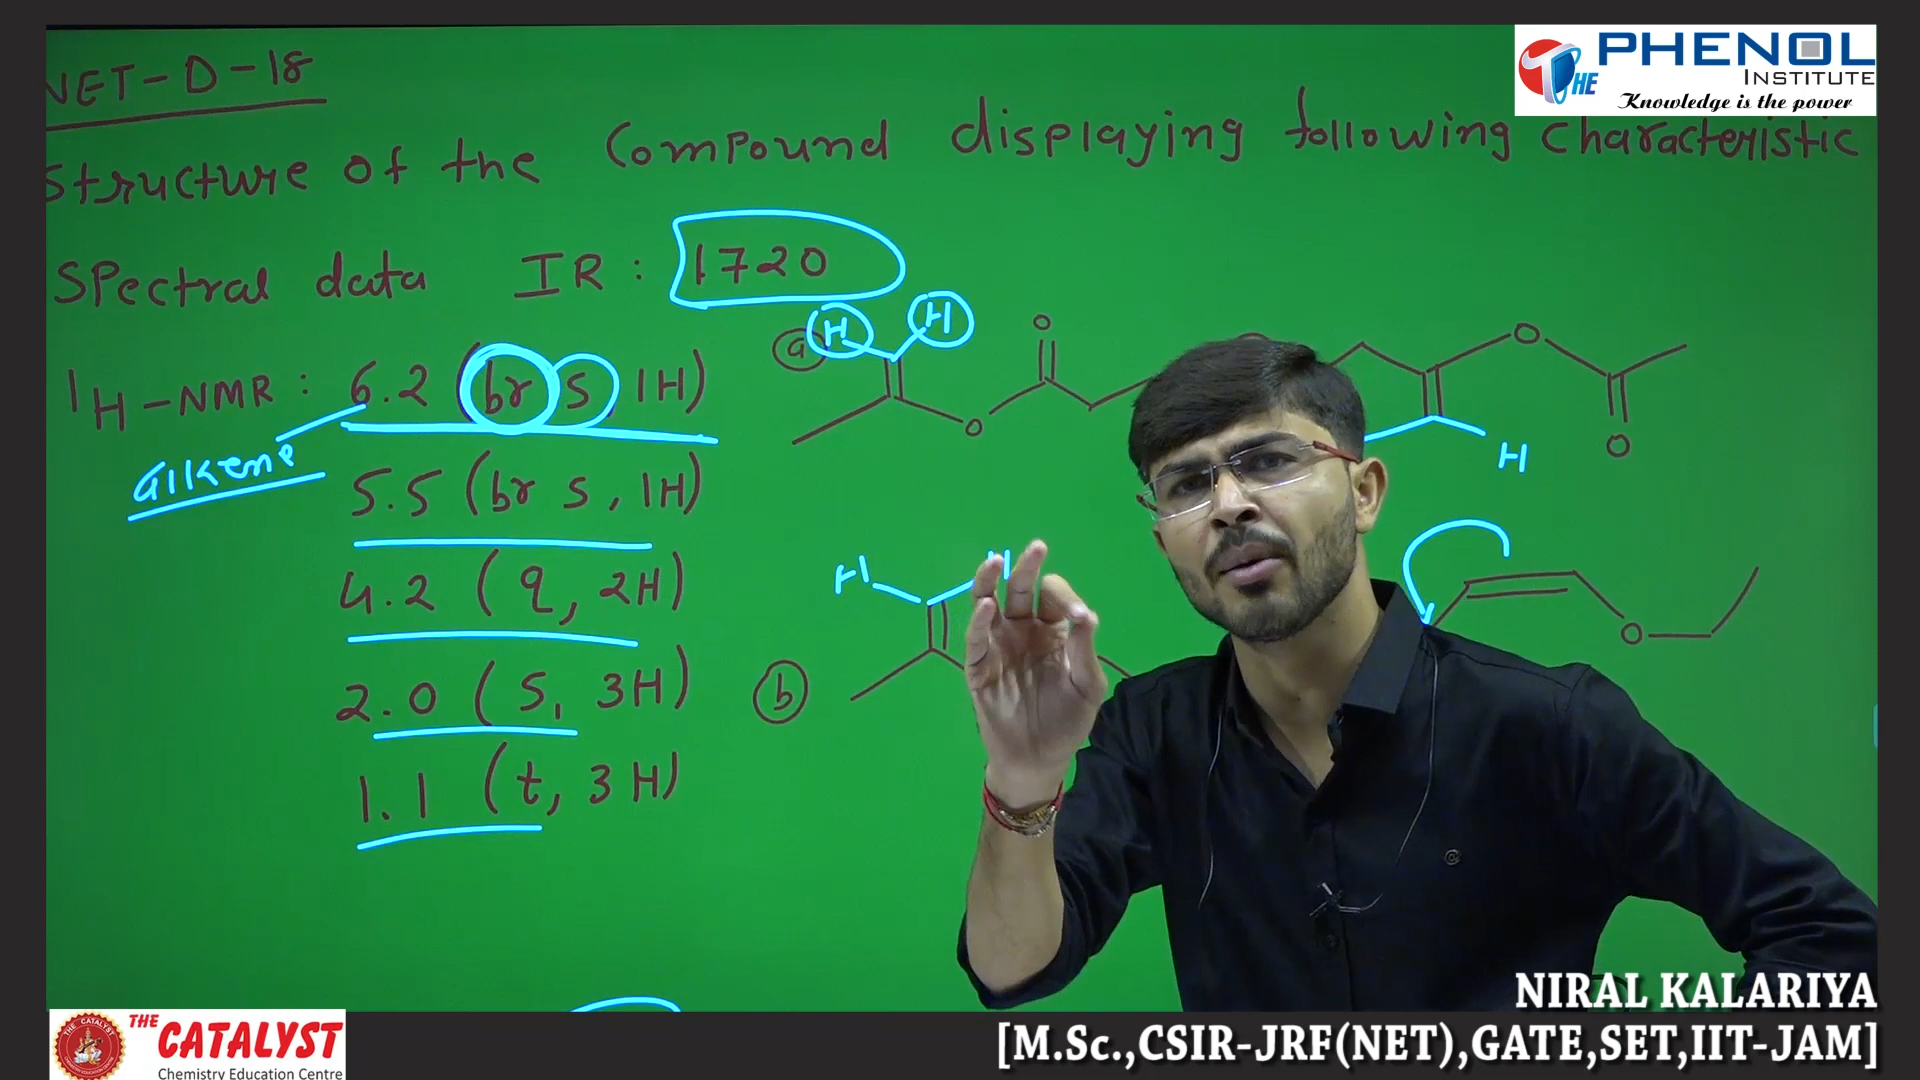 THE PHENOL
INSTITUTE
Knowledge is the power
NET-D-18
Structure of the Compound displaying following characteristic
Spectral data IR : 1720
¹H-NMR : 6.2 (br s 1H)
alkene
5.5 (br s, 1H)
4.2 (q, 2H)
2.0 (s, 3H)
1.1 (t, 3H)
a
H
H
O
O
O
O
H
b
H
H
O
NIRAL KALARIYA
[M.Sc.,CSIR-JRF(NET),GATE,SET,IIT-JAM]
THE CATALYST
Chemistry Education Centre